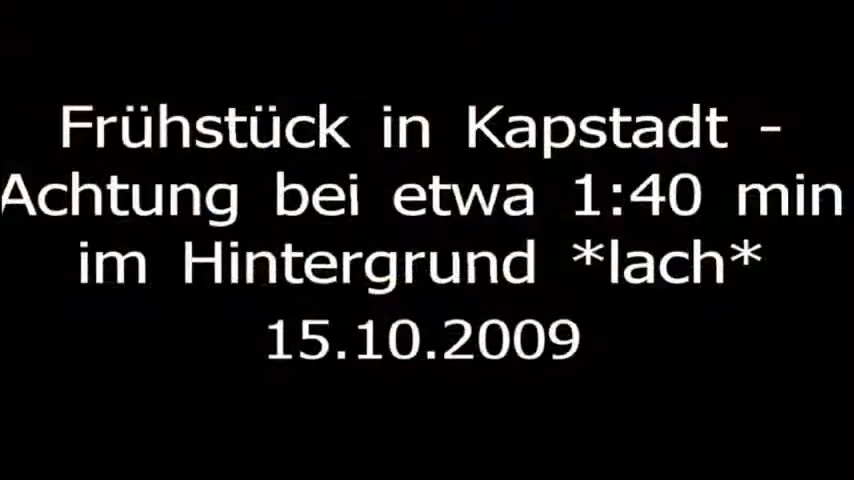 Frühstück in Kapstadt -
Achtung bei etwa 1:40 min
im Hintergrund *lach*
15.10.2009